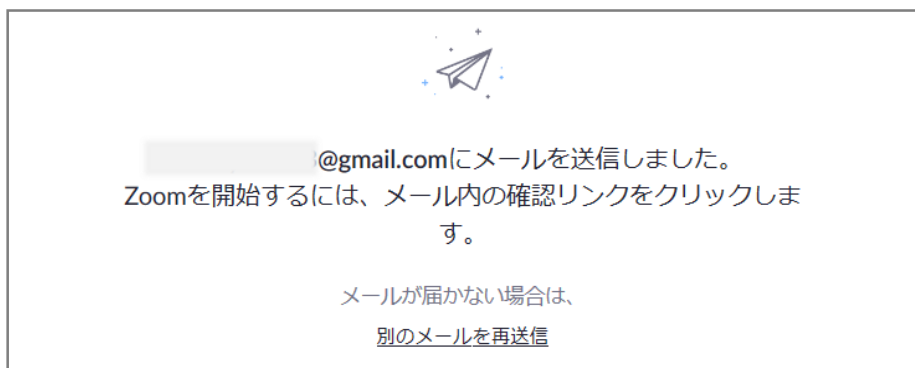 @gmail.comにメールを送信しました。
Zoomを開始するには、メール内の確認リンクをクリックしま
す。
メールが届かない場合は、
別のメールを再送信